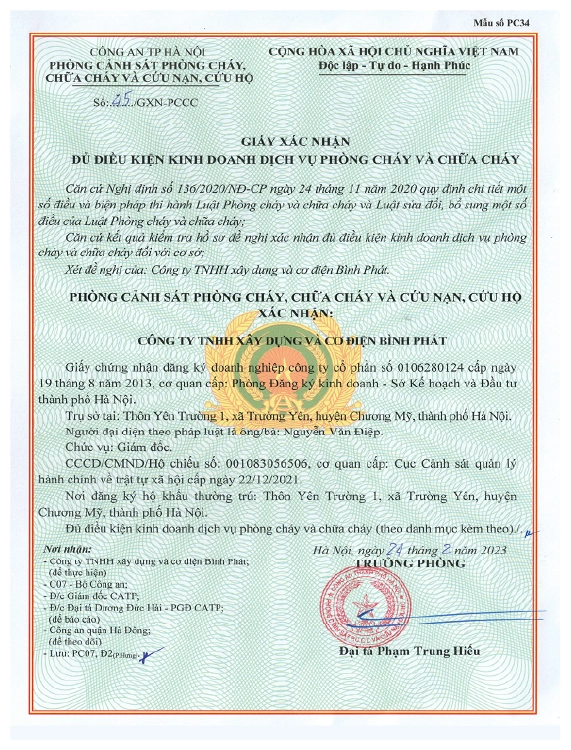 Mẫu số PC34
CÔNG AN TP HÀ NỘI
PHÒNG CẢNH SÁT PHÒNG CHÁY,
CHỮA CHÁY VÀ CỨU NẠN, CỨU HỘ
Số: 45 /GXN-PCCC
CỘNG HÒA XÃ HỘI CHỦ NGHĨA VIỆT NAM
Độc lập - Tự do - Hạnh Phúc
GIẤY XÁC NHẬN
ĐỦ ĐIỀU KIỆN KINH DOANH DỊCH VỤ PHÒNG CHÁY VÀ CHỮA CHÁY
Căn cứ Nghị định số 136/2020/NĐ-CP ngày 24 tháng 11 năm 2020 quy định chi tiết một
số điều và biện pháp thi hành Luật Phòng cháy và chữa cháy và Luật sửa đổi, bổ sung một số
điều của Luật Phòng cháy và chữa cháy;
Căn cứ kết quả kiểm tra hồ sơ đề nghị xác nhận đủ điều kiện kinh doanh dịch vụ phòng
cháy và chữa cháy đối với cơ sở;
Xét đề nghị của: Công ty TNHH xây dựng và cơ điện Bình Phát.
PHÒNG CẢNH SÁT PHÒNG CHÁY, CHỮA CHÁY VÀ CỨU NẠN, CỨU HỘ
XÁC NHẬN:
CÔNG TY TNHH XÂY DỰNG VÀ CƠ ĐIỆN BÌNH PHÁT
Giấy chứng nhận đăng ký doanh nghiệp công ty cổ phần số 0106280124 cấp ngày
19 tháng 8 năm 2013, cơ quan cấp: Phòng Đăng ký kinh doanh - Sở Kế hoạch và Đầu tư
thành phố Hà Nội.
Trụ sở tại: Thôn Yên Trường 1, xã Trường Yên, huyện Chương Mỹ, thành phố Hà Nội.
Người đại diện theo pháp luật là ông/bà: Nguyễn Văn Điệp.
Chức vụ: Giám đốc.
CCCD/CMND/Hộ chiếu số: 001083056506, cơ quan cấp: Cục Cảnh sát quản lý
hành chính về trật tự xã hội cấp ngày 22/12/2021
Nơi đăng ký hộ khẩu thường trú: Thôn Yên Trường 1, xã Trường Yên, huyện
Chương Mỹ, thành phố Hà Nội.
Đủ điều kiện kinh doanh dịch vụ phòng cháy và chữa cháy (theo danh mục kèm theo)./.
Nơi nhận:
- Công ty TNHH xây dựng và cơ điện Bình Phát;
(để thực hiện)
- C07 - Bộ Công an;
- Đ/c Giám đốc CATP;
- Đ/c Đại tá Dương Đức Hải - PGĐ CATP;
(để báo cáo)
- Công an quận Hà Đông;
(để theo dõi)
- Lưu: PC07, Đ2(PHưng).
Hà Nội, ngày 24 tháng 2 năm 2023
TRƯỞNG PHÒNG
Đại tá Phạm Trung Hiếu